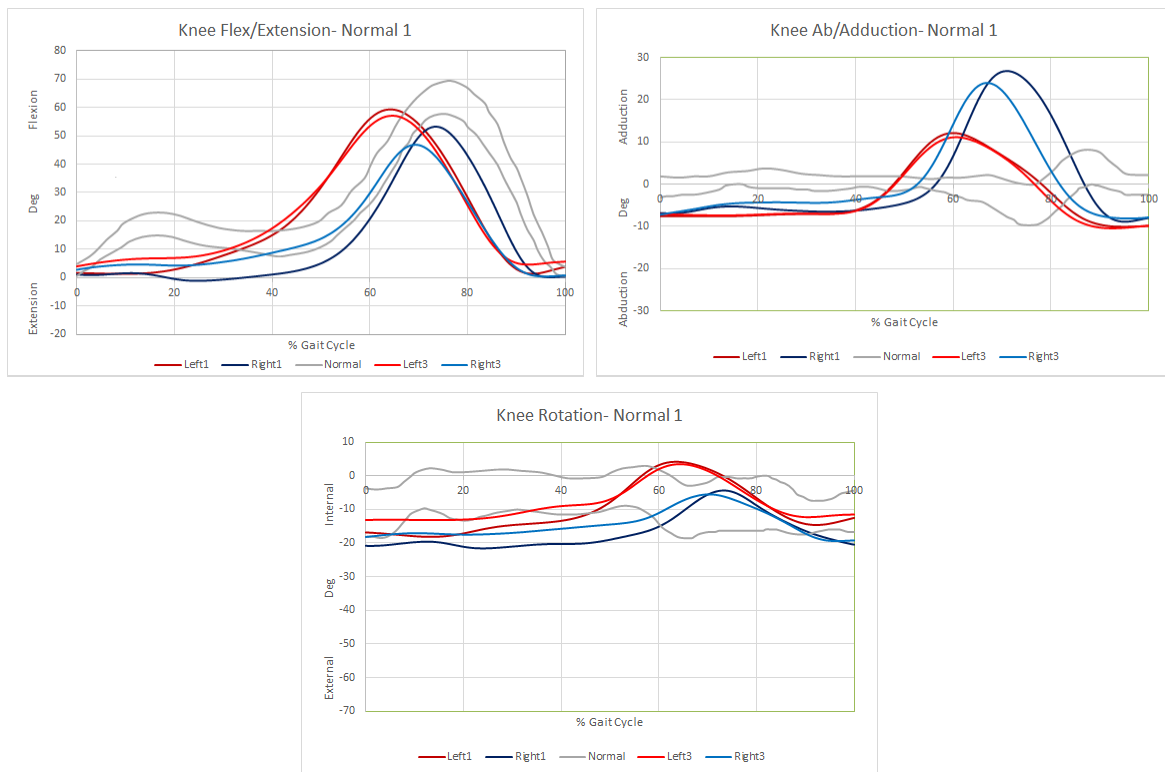 Knee Flex/Extension- Normal 1
80
70
60
50
40
30
20
10
0
-10
-20
Flexion
Deg
Extension
0 20 40 60 80 100
% Gait Cycle
Left1 Right1 Normal Left3 Right3
Knee Ab/Adduction- Normal 1
30
20
10
0
-10
-20
-30
Adduction
Deg
Abduction
20 40 60 80 100
% Gait Cycle
Left1 Right1 Normal Left3 Right3
Knee Rotation- Normal 1
10
0
-10
-20
-30
-40
-50
-60
-70
Internal
Deg
External
0 20 40 60 80 100
% Gait Cycle
Left1 Right1 Normal Left3 Right3